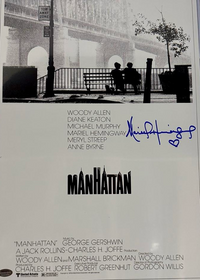 WOODY ALLEN
DIANE KEATON
MICHAEL MURPHY
MARIEL HEMINGWAY
MERYL STREEP
ANNE BYRNE
MANHATTAN
"MANHATTAN" GEORGE GERSHWIN
A JACK ROLLINS-CHARLES H. JOFFE
WOODY ALLEN MARSHALL BRICKMAN WOODY ALLEN
CHARLES H. JOFFE ROBERT GREENHUT GORDON WILLIS